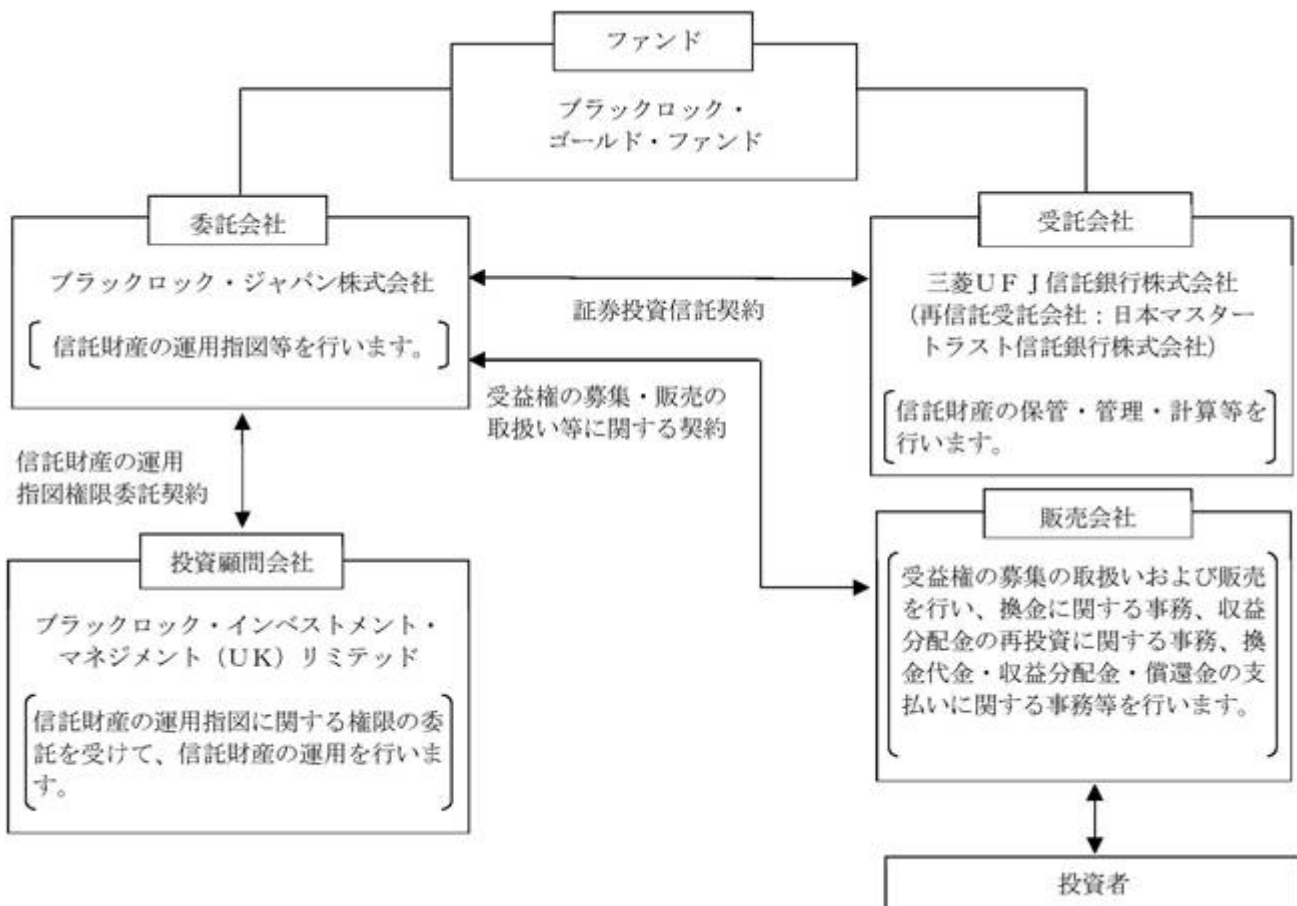 ファンド
ブラックロック・
ゴールド・ファンド
委託会社
ブラックロック・ジャパン株式会社
信託財産の運用指図等を行います。
証券投資信託契約
受益権の募集・販売の
取扱い等に関する契約
受託会社
三菱UFJ信託銀行株式会社
(再信託受託会社：日本マスター
トラスト信託銀行株式会社)
信託財産の保管・管理・計算等を
行います。
信託財産の運用
指図権限委託契約
投資顧問会社
ブラックロック・インベストメント・
マネジメント（UK）リミテッド
信託財産の運用指図に関する権限の委
託を受けて、信託財産の運用を行いま
す。
販売会社
受益権の募集の取扱いおよび販売
を行い、換金に関する事務、収益
分配金の再投資に関する事務、換
金代金・収益分配金・償還金の支
払いに関する事務等を行います。
投資者